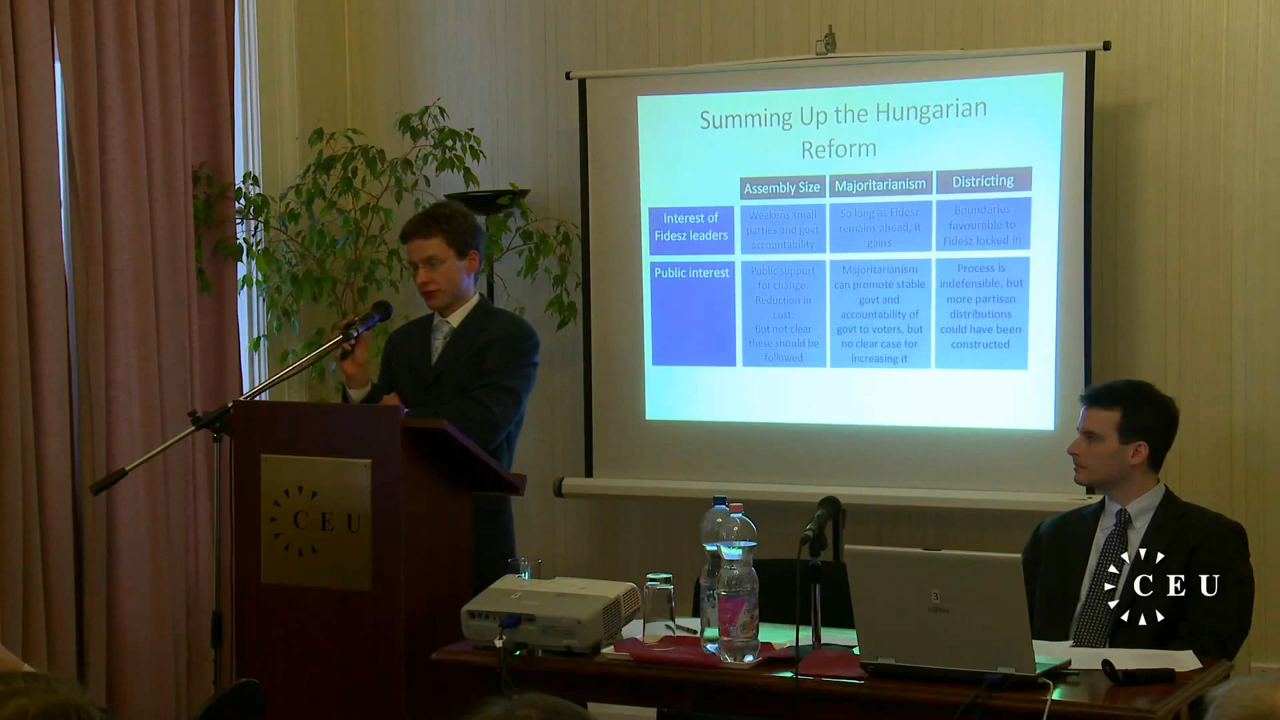 Summing Up the Hungarian
Reform
Assembly Size
Majoritarianism
Districting
Interest of
Fidesz leaders
Weakens small
parties and govt
accountability
So long as Fidesz
remains ahead, it
gains
Boundaries
favourable to
Fidesz locked in
Public interest
Public support
for change.
Reduction in
cost.
But not clear
these should be
followed
Majoritarianism
can promote stable
govt and
accountability of
govt to voters, but
no clear case for
increasing it
Process is
indefensible, but
more partisan
distributions
could have been
constructed
CEU
CEU